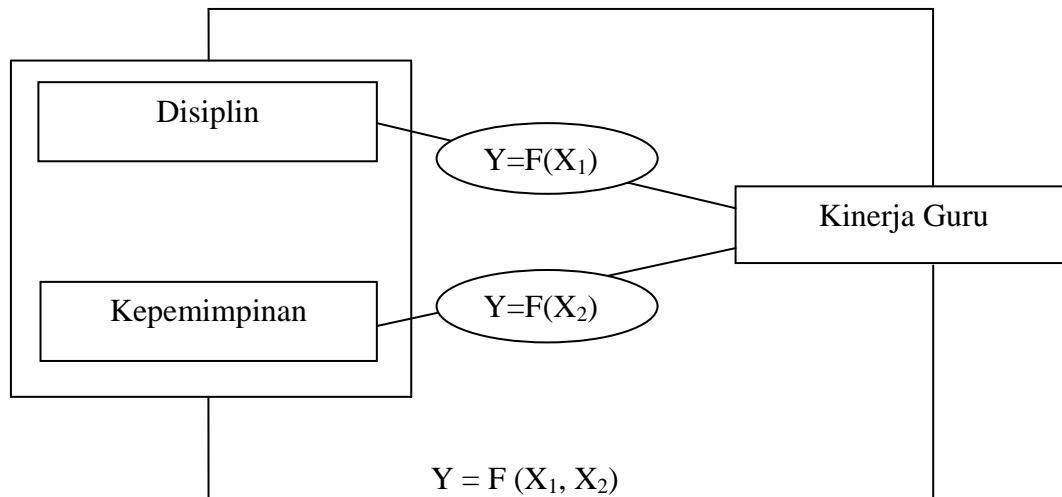 Disiplin
Y=F(X₁)
Kinerja Guru
Kepemimpinan
Y=F(X₂)
Y = F (X₁, X₂)